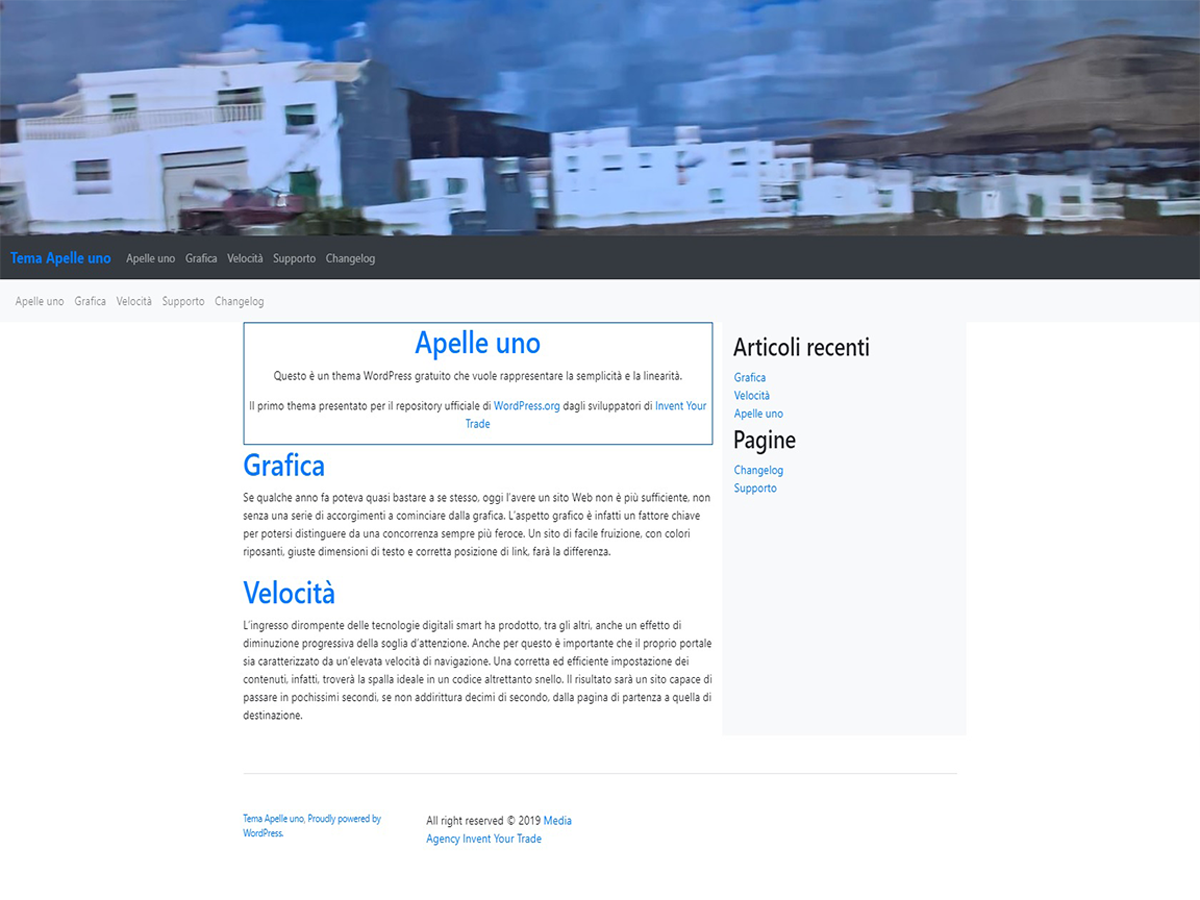 Tema Apelle uno Apelle uno Grafica Velocità Supporto Changelog
Apelle uno Grafica Velocità Supporto Changelog
Apelle uno
Questo è un thema WordPress gratuito che vuole rappresentare la semplicità e la linearità.
Il primo thema presentato per il repository ufficiale di WordPress.org dagli sviluppatori di Invent Your
Trade
Grafica
Se qualche anno fa poteva quasi bastare a se stesso, oggi l'avere un sito Web non è più sufficiente, non
senza una serie di accorgimenti a cominciare dalla grafica. L'aspetto grafico è infatti un fattore chiave
per potersi distinguere da una concorrenza sempre più feroce. Un sito di facile fruizione, con colori
riposanti, giuste dimensioni di testo e corretta posizione di link, farà la differenza.
Velocità
L'ingresso dirompente delle tecnologie digitali smart ha prodotto, tra gli altri, anche un effetto di
diminuzione progressiva della soglia d'attenzione. Anche per questo è importante che il proprio portale
sia caratterizzato da un'elevata velocità di navigazione. Una corretta ed efficiente impostazione dei
contenuti, infatti, troverà la spalla ideale in un codice altrettanto snello. Il risultato sarà un sito capace di
passare in pochissimi secondi, se non addirittura decimi di secondo, dalla pagina di partenza a quella di
destinazione.
Articoli recenti
Grafica
Velocità
Apelle uno
Pagine
Changelog
Supporto
Tema Apelle uno, Proudly powered by
WordPress.
All right reserved © 2019 Media
Agency Invent Your Trade